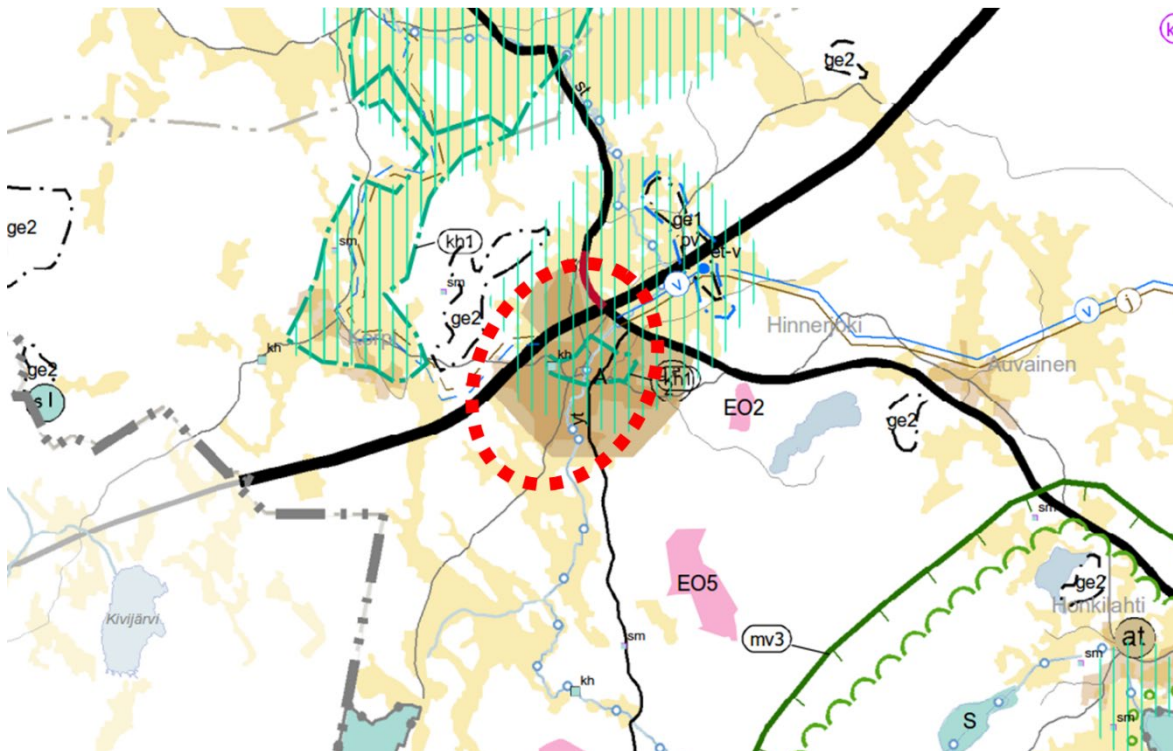 k
ge2
st
ge2
sm
kh1
ge1
pv
et-v
v
sm
ge2
Hinnerjoki
v
j
Auvainen
kh
kh
A
kh1
ge2
s l
EO2
ge2
yt
sm
ge2
Honkilahti
EO5
Kivijärvi
mv3
at
sm
sm
kh
S
sm